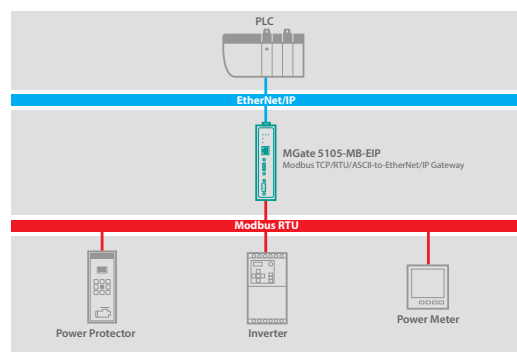 PLC
EtherNet/IP
MGate 5105-MB-EIP
Modbus TCP/RTU/ASCII-to-EtherNet/IP Gateway
Modbus RTU
Power Protector
Inverter
Power Meter